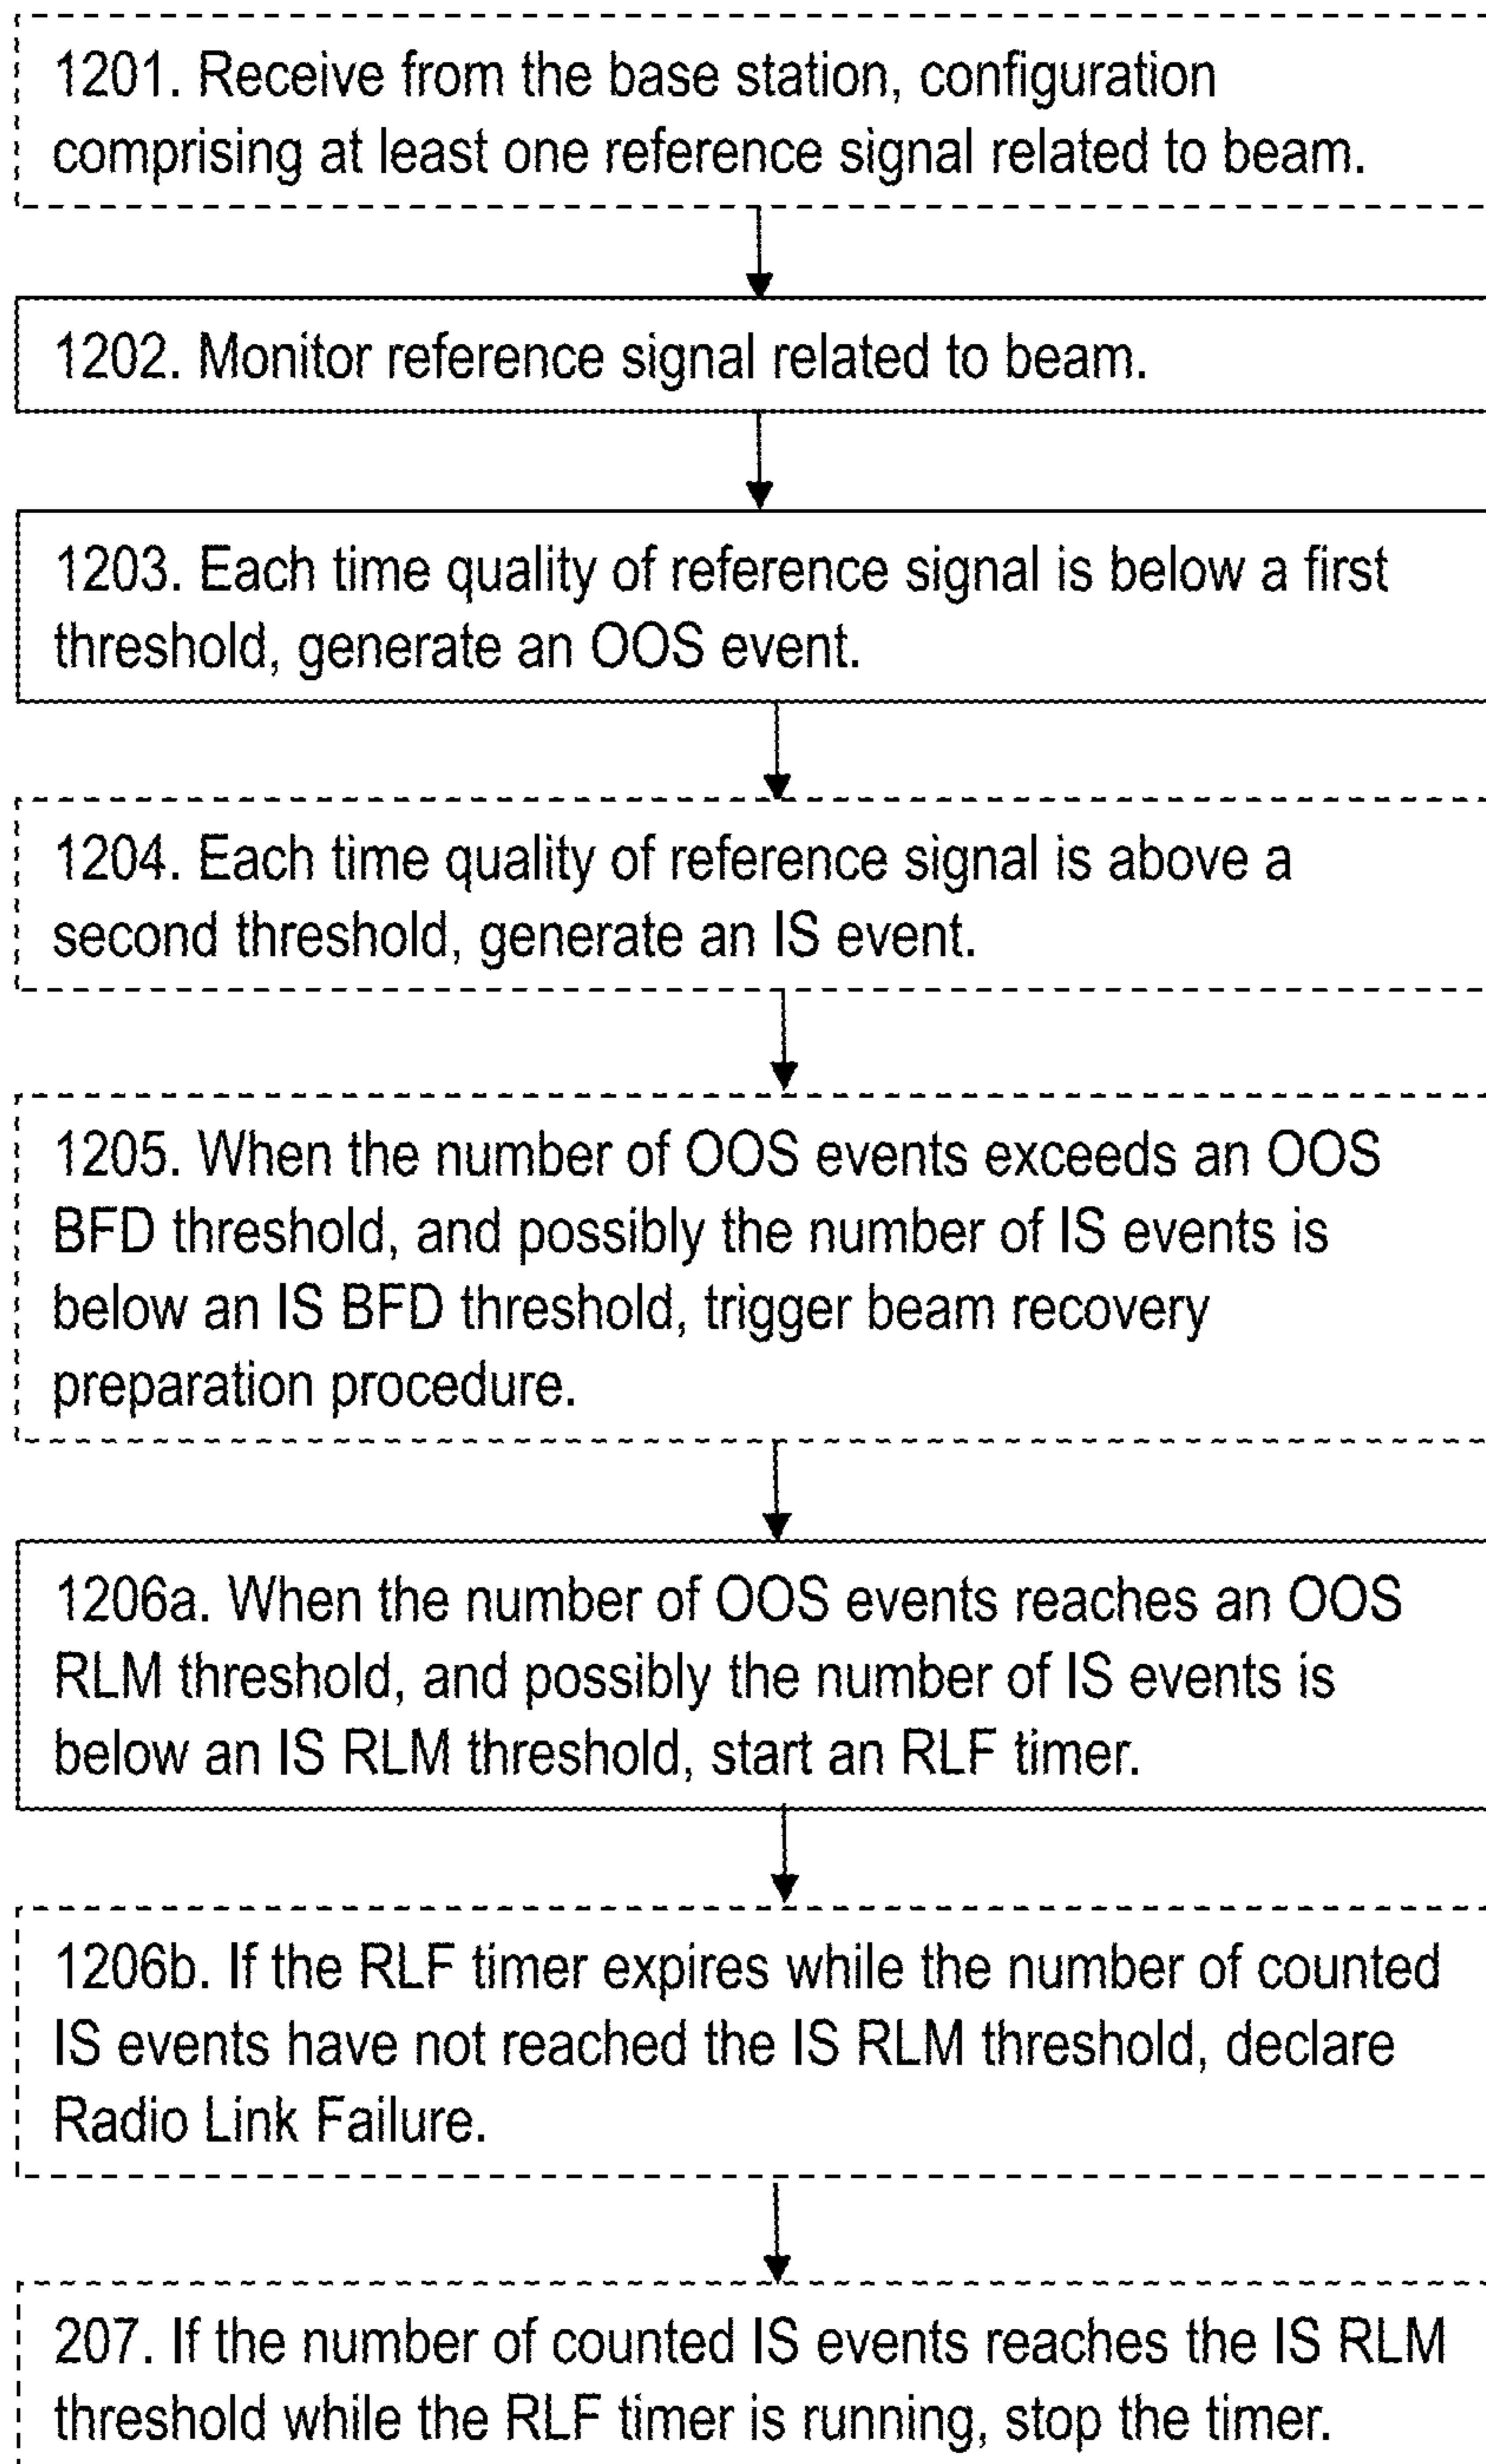 1201. Receive from the base station, configuration
comprising at least one reference signal related to beam.
1202. Monitor reference signal related to beam.
1203. Each time quality of reference signal is below a first
threshold, generate an OOS event.
1204. Each time quality of reference signal is above a
second threshold, generate an IS event.
1205. When the number of OOS events exceeds an OOS
BFD threshold, and possibly the number of IS events is
below an IS BFD threshold, trigger beam recovery
preparation procedure.
1206a. When the number of OOS events reaches an OOS
RLM threshold, and possibly the number of IS events is
below an IS RLM threshold, start an RLF timer.
1206b. If the RLF timer expires while the number of counted
IS events have not reached the IS RLM threshold, declare
Radio Link Failure.
207. If the number of counted IS events reaches the IS RLM
threshold while the RLF timer is running, stop the timer.